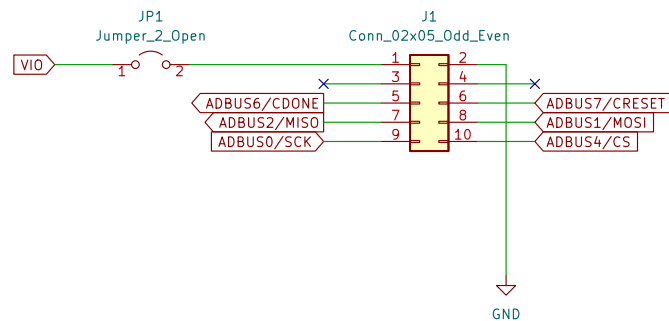 JP1
Jumper_2_Open
J1
Conn_02x05_Odd_Even
VIO
1 2
1 2
3 4
ADBUS6/CDONE 5 6 ADBUS7/CRESET
ADBUS2/MISO 7 8 ADBUS1/MOSI
ADBUS0/SCK 9 10 ADBUS4/CS
GND